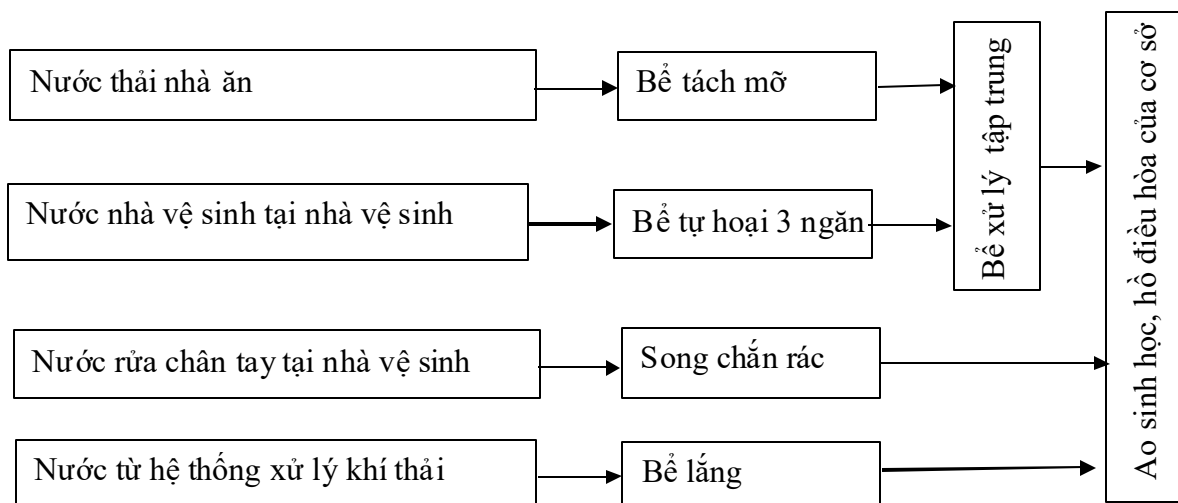 Nước thải nhà ăn
Bể tách mỡ
Bể xử lý tập trung
Ao sinh học, hồ điều hòa của cơ sở
Nước nhà vệ sinh tại nhà vệ sinh
Bể tự hoại 3 ngăn
Nước rửa chân tay tại nhà vệ sinh
Song chắn rác
Nước từ hệ thống xử lý khí thải
Bể lắng